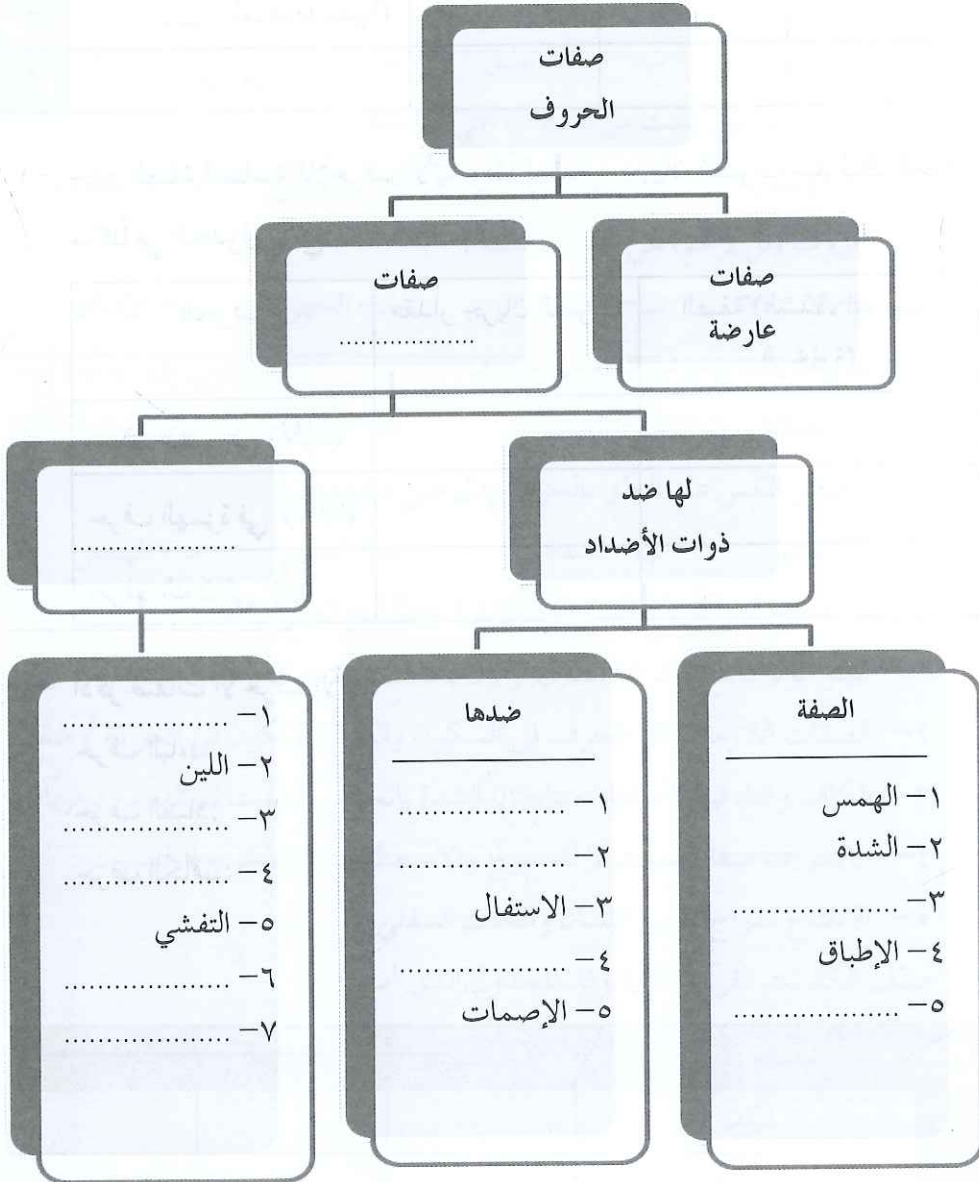 صفات
الحروف
صفات
عارضة
صفات
..................
لها ضد
ذوات الأضداد
......................
الصفة
١- الهمس
٢- الشدة
٣- ......................
٤- الإطباق
٥- ......................
ضدها
١- ......................
٢- ......................
٣- الاستفال
٤- ......................
٥- الإصمات
١- ......................
٢- اللين
٣- ......................
٤- ......................
٥- التفشي
٦- ......................
٧- ......................